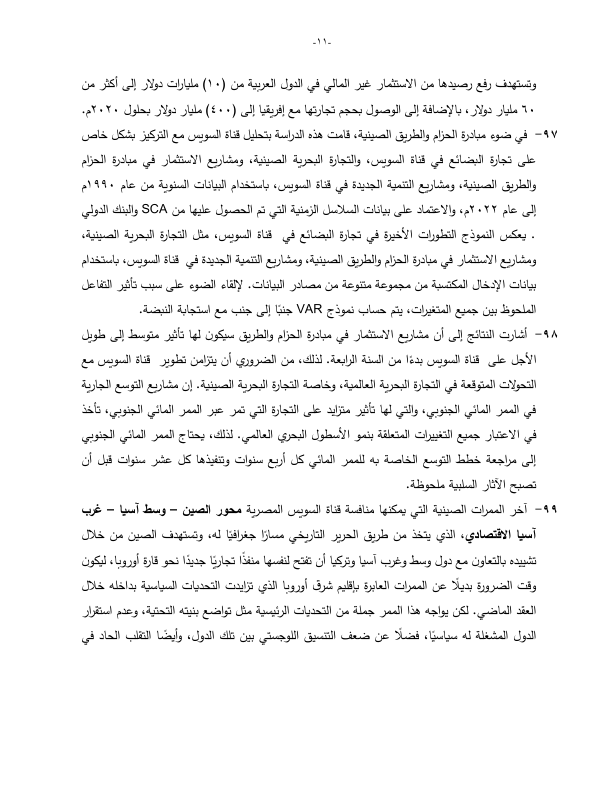 -١١-
وتستهدف رفع رصيدها من الاستثمار غير المالي في الدول العربية من (١٠) مليارات دولار إلى أكثر من
٦٠ مليار دولار، بالإضافة إلى الوصول بحجم تجارتها مع إفريقيا إلى (٤٠٠) مليار دولار بحلول ٢٠٢٠م.
٩٧- في ضوء مبادرة الحزام والطريق الصينية، قامت هذه الدراسة بتحليل قناة السويس مع التركيز بشكل خاص
على تجارة البضائع في قناة السويس، والتجارة البحرية الصينية، ومشاريع الاستثمار في مبادرة الحزام
والطريق الصينية، ومشاريع التنمية الجديدة في قناة السويس، باستخدام البيانات السنوية من عام ١٩٩٠م
إلى عام ٢٠٢٢م، والاعتماد على بيانات السلاسل الزمنية التي تم الحصول عليها من SCA والبنك الدولي
. يعكس النموذج التطورات الأخيرة في تجارة البضائع في قناة السويس، مثل التجارة البحرية الصينية،
ومشاريع الاستثمار في مبادرة الحزام والطريق الصينية، ومشاريع التنمية الجديدة في قناة السويس، باستخدام
بيانات الإدخال المكتسبة من مجموعة متنوعة من مصادر البيانات. لإلقاء الضوء على سبب تأثير التفاعل
الملحوظ بين جميع المتغيرات، يتم حساب نموذج VAR جنبًا إلى جنب مع استجابة النبضة.
٩٨- أشارت النتائج إلى أن مشاريع الاستثمار في مبادرة الحزام والطريق سيكون لها تأثير متوسط إلى طويل
الأجل على قناة السويس بدءًا من السنة الرابعة. لذلك، من الضروري أن يتزامن تطوير قناة السويس مع
التحولات المتوقعة في التجارة البحرية العالمية، وخاصة التجارة البحرية الصينية. إن مشاريع التوسع الجارية
في الممر المائي الجنوبي، والتي لها تأثير متزايد على التجارة التي تمر عبر الممر المائي الجنوبي، تأخذ
في الاعتبار جميع التغييرات المتعلقة بنمو الأسطول البحري العالمي. لذلك، يحتاج الممر المائي الجنوبي
إلى مراجعة خطط التوسع الخاصة به للممر المائي كل أربع سنوات وتنفيذها كل عشر سنوات قبل أن
تصبح الآثار السلبية ملحوظة.
٩٩- آخر الممرات الصينية التي يمكنها منافسة قناة السويس المصرية محور الصين – وسط آسيا – غرب
آسيا الاقتصادي، الذي يتخذ من طريق الحرير التاريخي مسارًا جغرافيًا له، وتستهدف الصين من خلال
تشييده بالتعاون مع دول وسط وغرب آسيا وتركيا أن تفتح لنفسها منفذًا تجاريًا جديدًا نحو قارة أوروبا، ليكون
وقت الضرورة بديلًا عن الممرات العابرة بإقليم شرق أوروبا الذي تزايدت التحديات السياسية بداخله خلال
العقد الماضي. لكن يواجه هذا الممر جملة من التحديات الرئيسية مثل تواضع بنيته التحتية، وعدم استقرار
الدول المشغلة له سياسيًا، فضلًا عن ضعف التنسيق اللوجستي بين تلك الدول، وأيضًا التقلب الحاد في